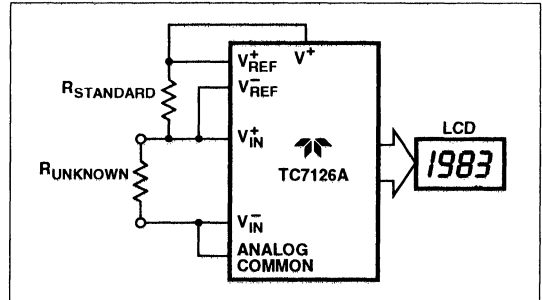 V⁺REF
V⁺
V⁻REF
RSTANDARD
V⁺IN
LCD
1983
TC7126A
RUNKNOWN
V⁻IN
ANALOG
COMMON